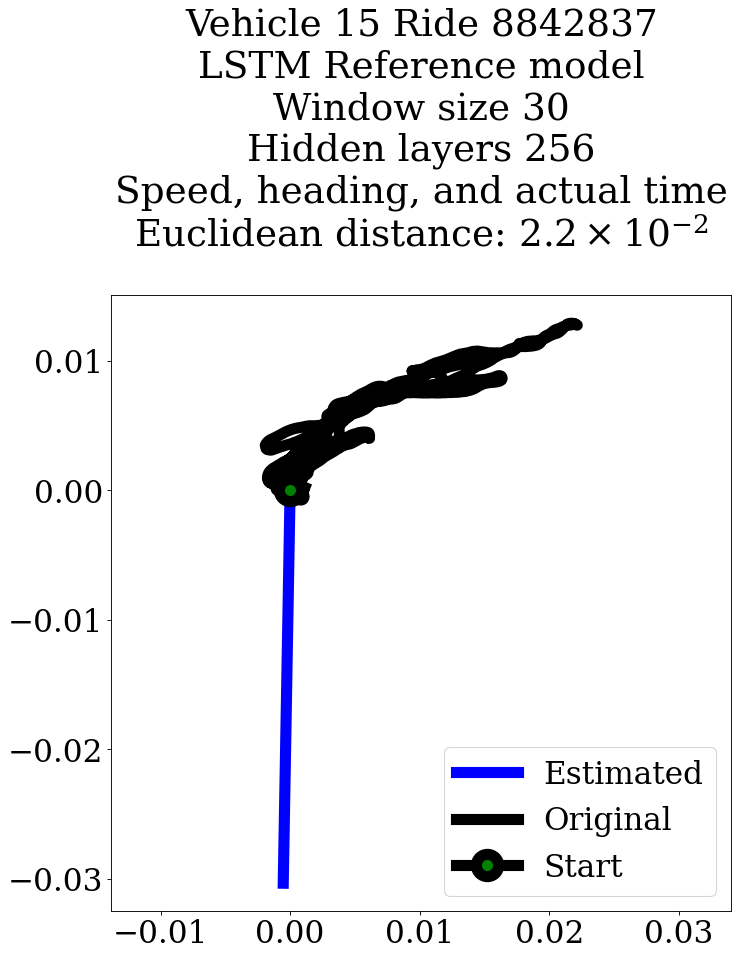 Vehicle 15 Ride 8842837
LSTM Reference model
Window size 30
Hidden layers 256
Speed, heading, and actual time
Euclidean distance: 2.2 × 10⁻²
0.01
0.00
−0.01
−0.02
−0.03
Estimated
Original
Start
−0.01 0.00 0.01 0.02 0.03